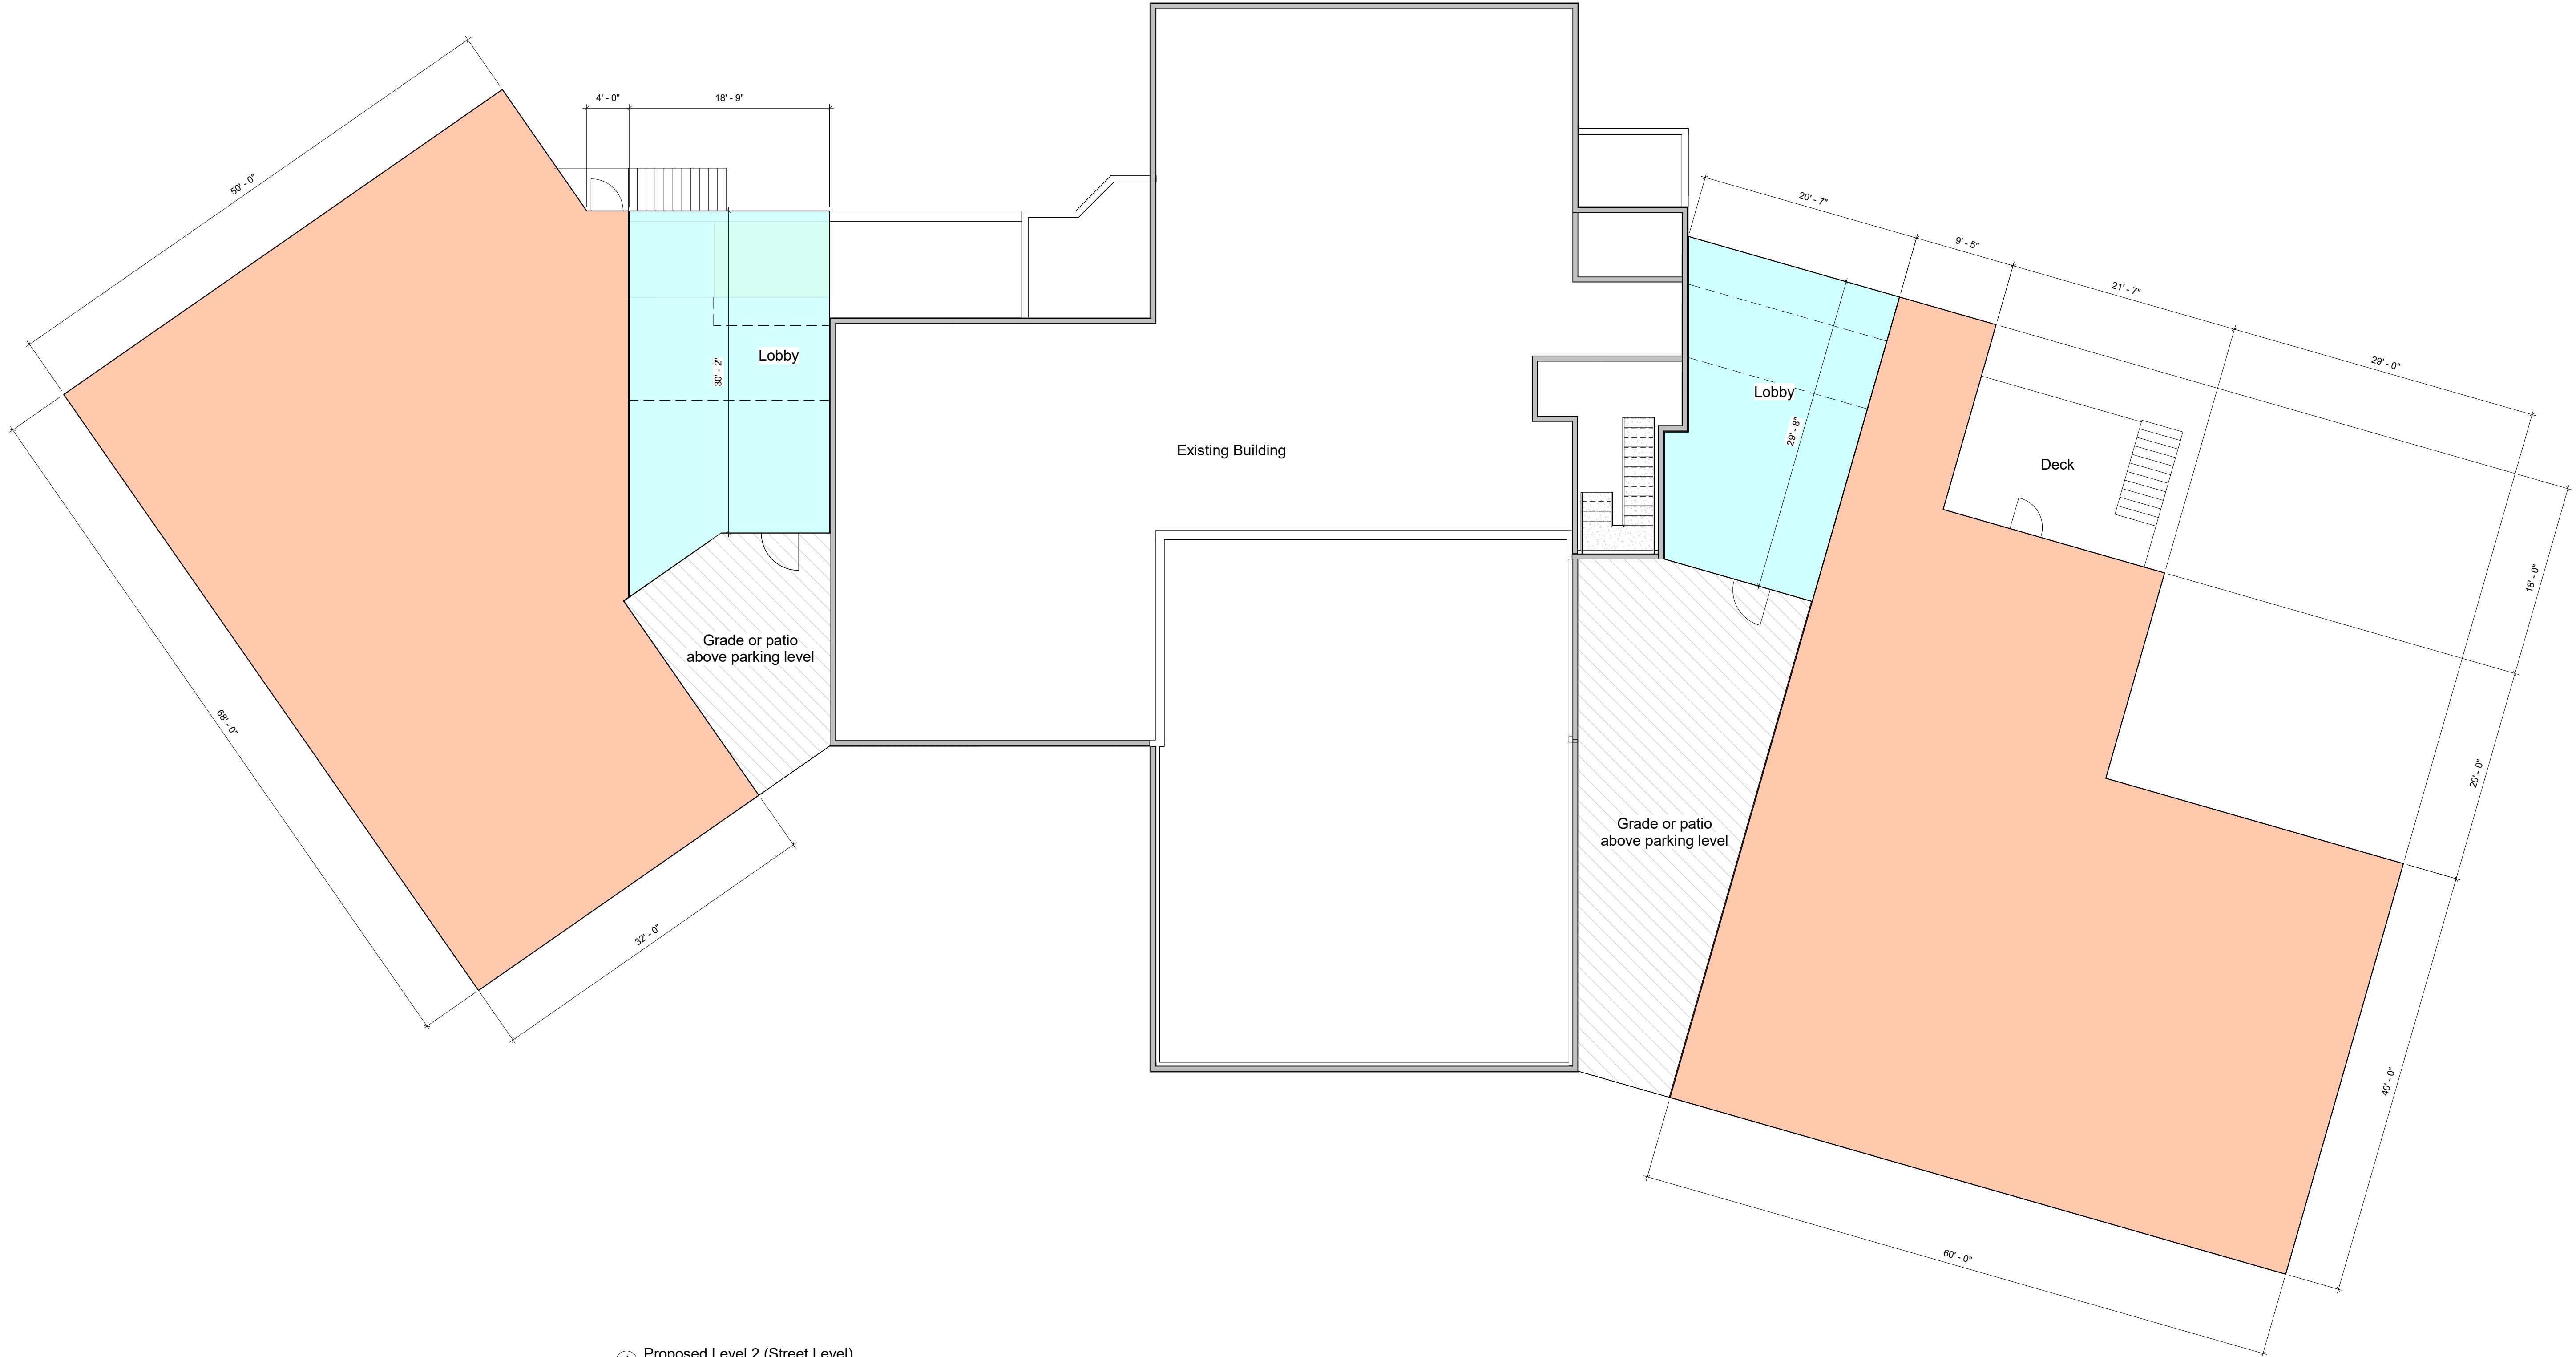 4' - 0"
18' - 9"
50' - 0"
20' - 7"
9' - 5"
21' - 7"
29' - 0"
30' - 2"
Lobby
Lobby
29' - 8"
Existing Building
Deck
18' - 0"
Grade or patio
above parking level
68' - 0"
20' - 0"
Grade or patio
above parking level
32' - 0"
40' - 0"
60' - 0"
Proposed Level 2 (Street Level)